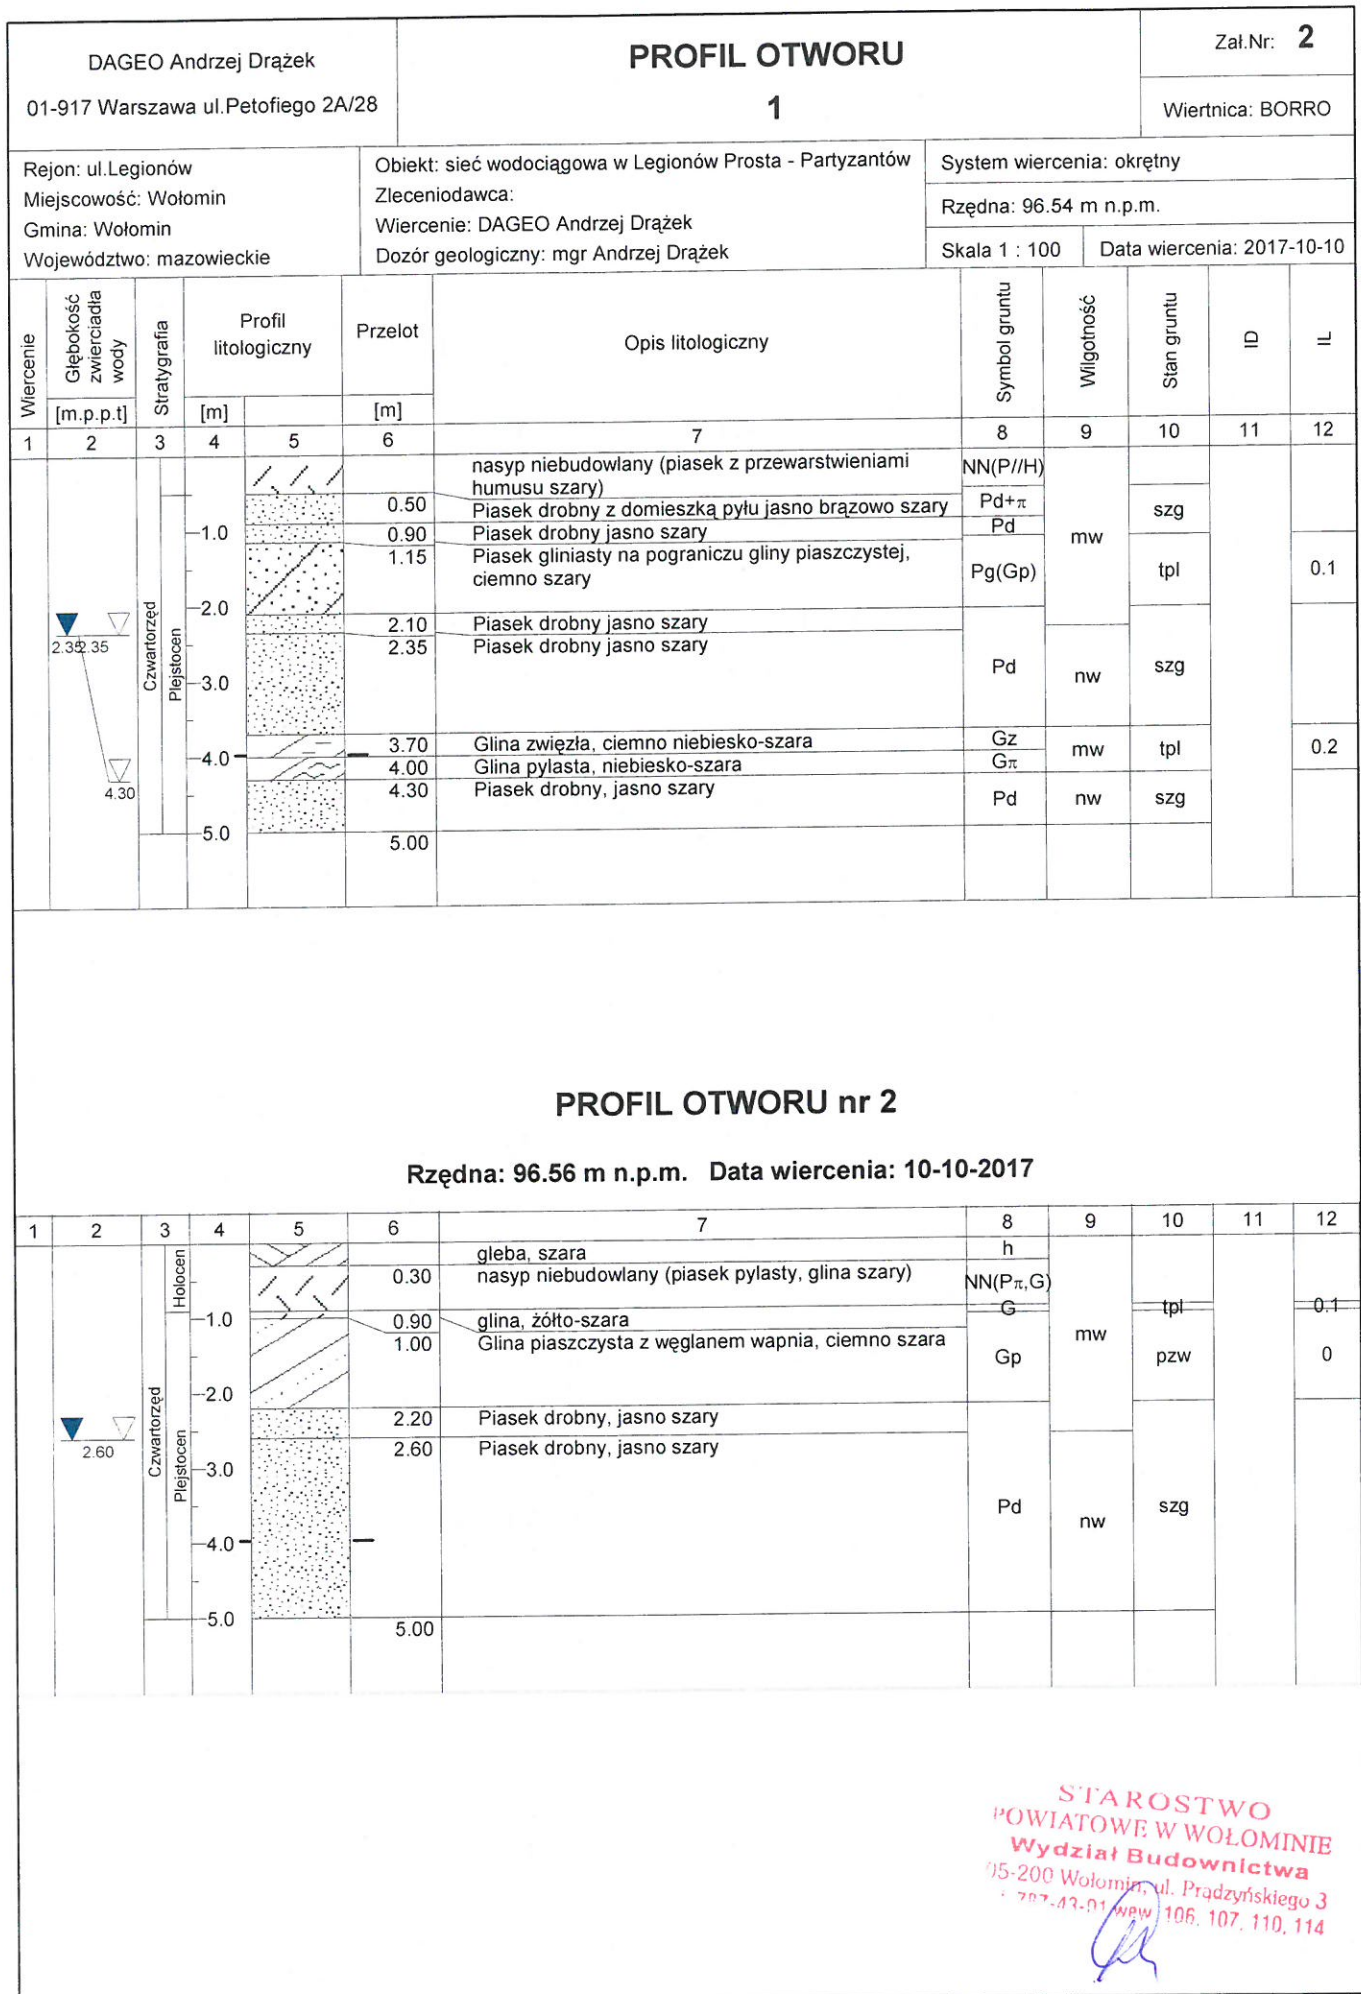 DAGEO Andrzej Drążek
01-917 Warszawa ul.Petofiego 2A/28
PROFIL OTWORU
1
Zał.Nr: 2
Wiertnica: BORRO
Rejon: ul.Legionów
Miejscowość: Wołomin
Gmina: Wołomin
Województwo: mazowieckie
Obiekt: sieć wodociągowa w Legionów Prosta - Partyzantów
Zleceniodawca:
Wiercenie: DAGEO Andrzej Drążek
Dozór geologiczny: mgr Andrzej Drążek
System wiercenia: okrętny
Rzędna: 96.54 m n.p.m.
Skala 1 : 100
Data wiercenia: 2017-10-10
Wiercenie
Głębokość zwierciadła wody
[m.p.p.t]
Stratygrafia
Profil litologiczny
[m]
Przelot
[m]
Opis litologiczny
Symbol gruntu
Wilgotność
Stan gruntu
ID
IL
1 2 3 4 5 6 7 8 9 10 11 12
nasyp niebudowlany (piasek z przewarstwieniami
humusu szary)
NN(P//H)
0.50 Piasek drobny z domieszką pyłu jasno brązowo szary Pd+π szg
1.0 0.90 Piasek drobny jasno szary Pd
mw
1.15 Piasek gliniasty na pograniczu gliny piaszczystej,
ciemno szary
Pg(Gp) tpl 0.1
2.0
2.10 Piasek drobny jasno szary
2.35 2.35
2.35 Piasek drobny jasno szary
Czwartorzęd
Plejstocen
3.0
Pd nw szg
3.70 Glina zwięzła, ciemno niebiesko-szara Gz mw tpl 0.2
4.0
4.00 Glina pylasta, niebiesko-szara Gπ
4.30
4.30 Piasek drobny, jasno szary Pd nw szg
5.0
5.00
PROFIL OTWORU nr 2
Rzędna: 96.56 m n.p.m. Data wiercenia: 10-10-2017
1 2 3 4 5 6 7 8 9 10 11 12
gleba, szara h
Holocen
0.30 nasyp niebudowlany (piasek pylasty, glina szary) NN(Pπ,G)
1.0 0.90 glina, żółto-szara G tpl 0.1
mw
1.00 Glina piaszczysta z węglanem wapnia, ciemno szara Gp pzw 0
2.0
2.20 Piasek drobny, jasno szary
2.60
2.60 Piasek drobny, jasno szary
Czwartorzęd
Plejstocen
3.0
Pd nw szg
4.0
5.0
5.00
STAROSTWO
POWIATOWE W WOŁOMINIE
Wydział Budownictwa
05-200 Wołomin, ul. Prądzyńskiego 3
787-43-01 wew. 106, 107, 110, 114